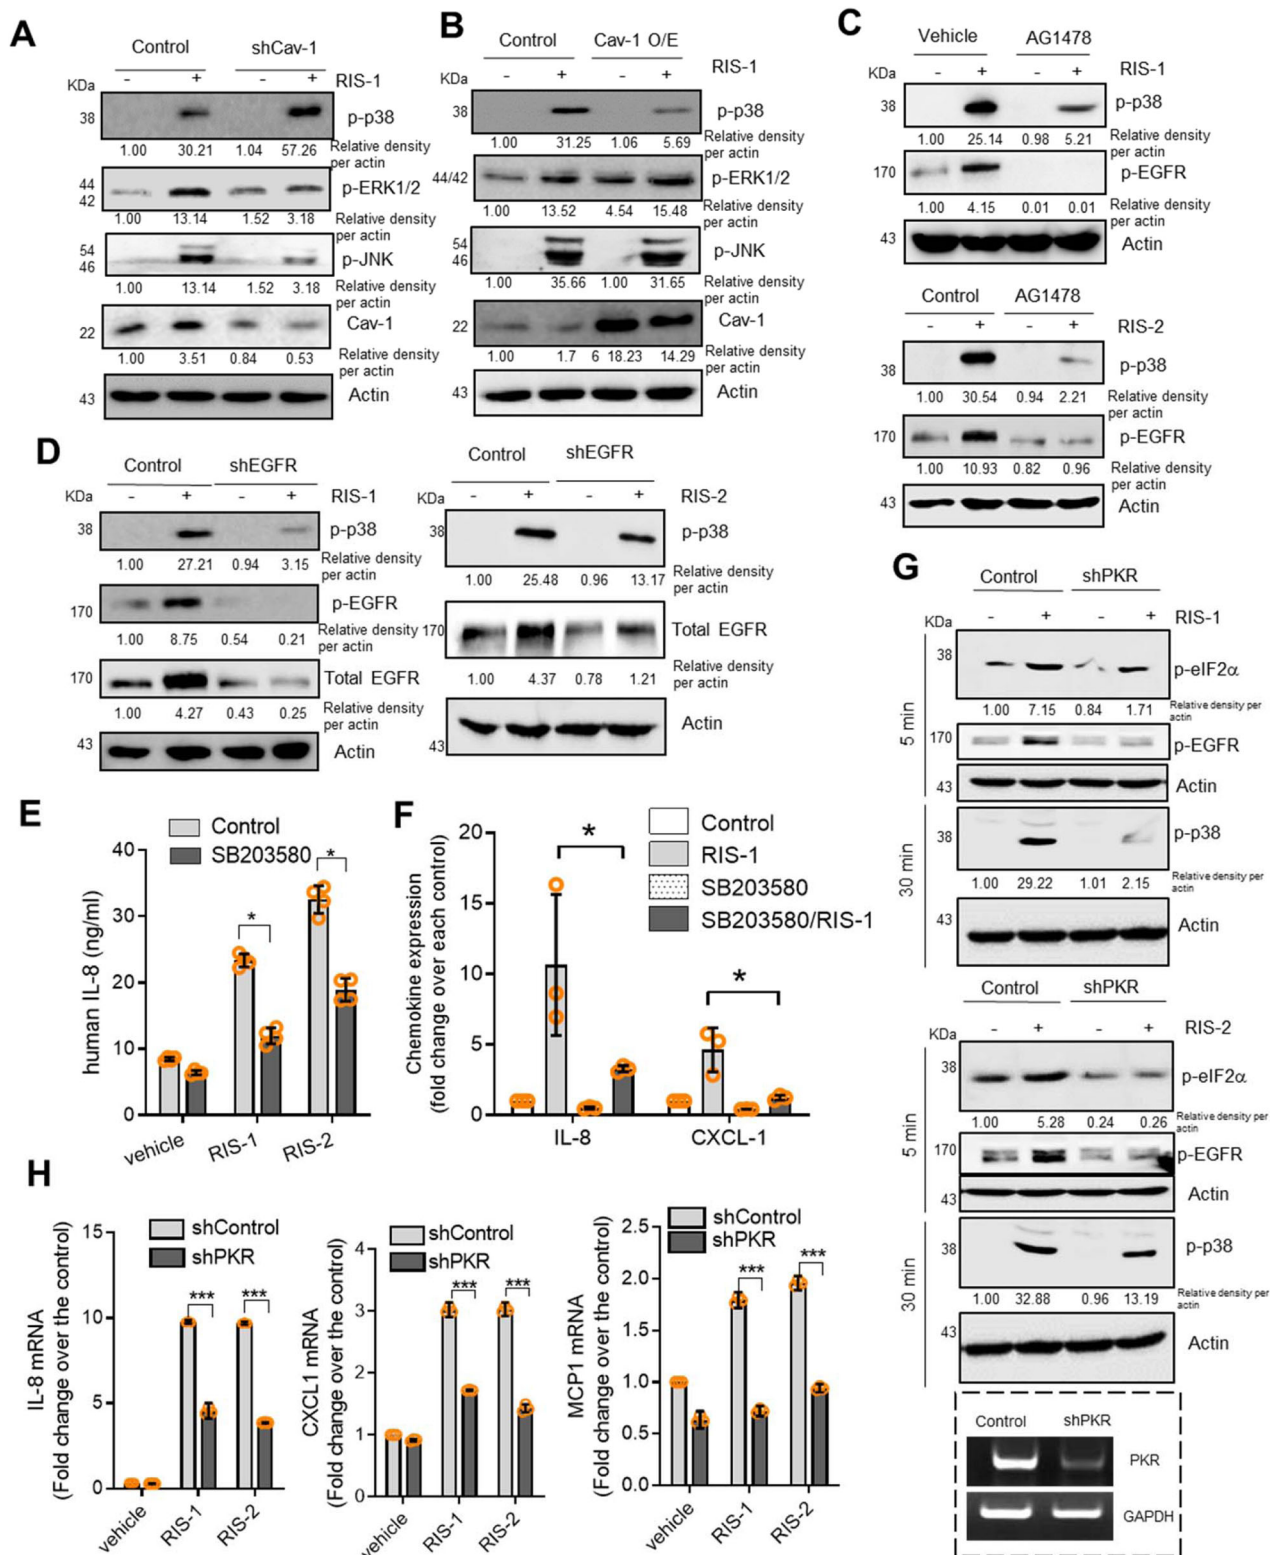 A
Control shCav-1
KDa - + - + RIS-1
38 p-p38
1.00 30.21 1.04 57.26 Relative density
per actin
44
42 p-ERK1/2
1.00 13.14 1.52 3.18 Relative density
per actin
54
46 p-JNK
1.00 13.14 1.52 3.18 Relative density
per actin
22 Cav-1
1.00 3.51 0.84 0.53 Relative density
per actin
43 Actin
B
Control Cav-1 O/E
KDa - + - + RIS-1
38 p-p38
1.00 31.25 1.06 5.69 Relative density
per actin
44/42 p-ERK1/2
1.00 13.52 4.54 15.48 Relative density
per actin
54
46 p-JNK
1.00 35.66 1.00 31.65 Relative density
per actin
22 Cav-1
1.00 1.7 6 18.23 14.29 Relative density
per actin
43 Actin
C
Vehicle AG1478
KDa - + - + RIS-1
38 p-p38
1.00 25.14 0.98 5.21 Relative density
per actin
170 p-EGFR
1.00 4.15 0.01 0.01 Relative density
per actin
43 Actin
Control AG1478
- + - + RIS-2
38 p-p38
1.00 30.54 0.94 2.21 Relative density
per actin
170 p-EGFR
1.00 10.93 0.82 0.96 Relative density
per actin
43 Actin
D
Control shEGFR
KDa - + - + RIS-1
38 p-p38
1.00 27.21 0.94 3.15 Relative density
per actin
170 p-EGFR
1.00 8.75 0.54 0.21 Relative density
per actin
170 Total EGFR
1.00 4.27 0.43 0.25 Relative density
per actin
43 Actin
Control shEGFR
KDa - + - + RIS-2
38 p-p38
1.00 25.48 0.96 13.17 Relative density
per actin
170 Total EGFR
1.00 4.37 0.78 1.21 Relative density
per actin
43 Actin
E
Control
SB203580
human IL-8 (ng/ml)
40
30
20
10
0
* *
vehicle RIS-1 RIS-2
F
Control
RIS-1
SB203580
SB203580/RIS-1
Chemokine expression
(fold change over each control)
20
15
10
5
0
* *
IL-8 CXCL-1
G
Control shPKR
KDa - + - + RIS-1
5 min
38 p-eIF2α
1.00 7.15 0.84 1.71 Relative density per
actin
170 p-EGFR
43 Actin
30 min
38 p-p38
1.00 29.22 1.01 2.15 Relative density per
actin
43 Actin
Control shPKR
KDa - + - + RIS-2
5 min
38 p-eIF2α
1.00 5.28 0.24 0.26 Relative density per
actin
170 p-EGFR
43 Actin
30 min
38 p-p38
1.00 32.88 0.96 13.19 Relative density per
actin
43 Actin
Control shPKR
PKR
GAPDH
H
shControl
shPKR
IL-8 mRNA
(Fold change over the control)
15
10
5
0
*** ***
vehicle RIS-1 RIS-2
shControl
shPKR
CXCL1 mRNA
(Fold change over the control)
4
3
2
1
0
*** ***
vehicle RIS-1 RIS-2
shControl
shPKR
MCP1 mRNA
(Fold change over the control)
2.5
2.0
1.5
1.0
0.5
0.0
*** ***
vehicle RIS-1 RIS-2